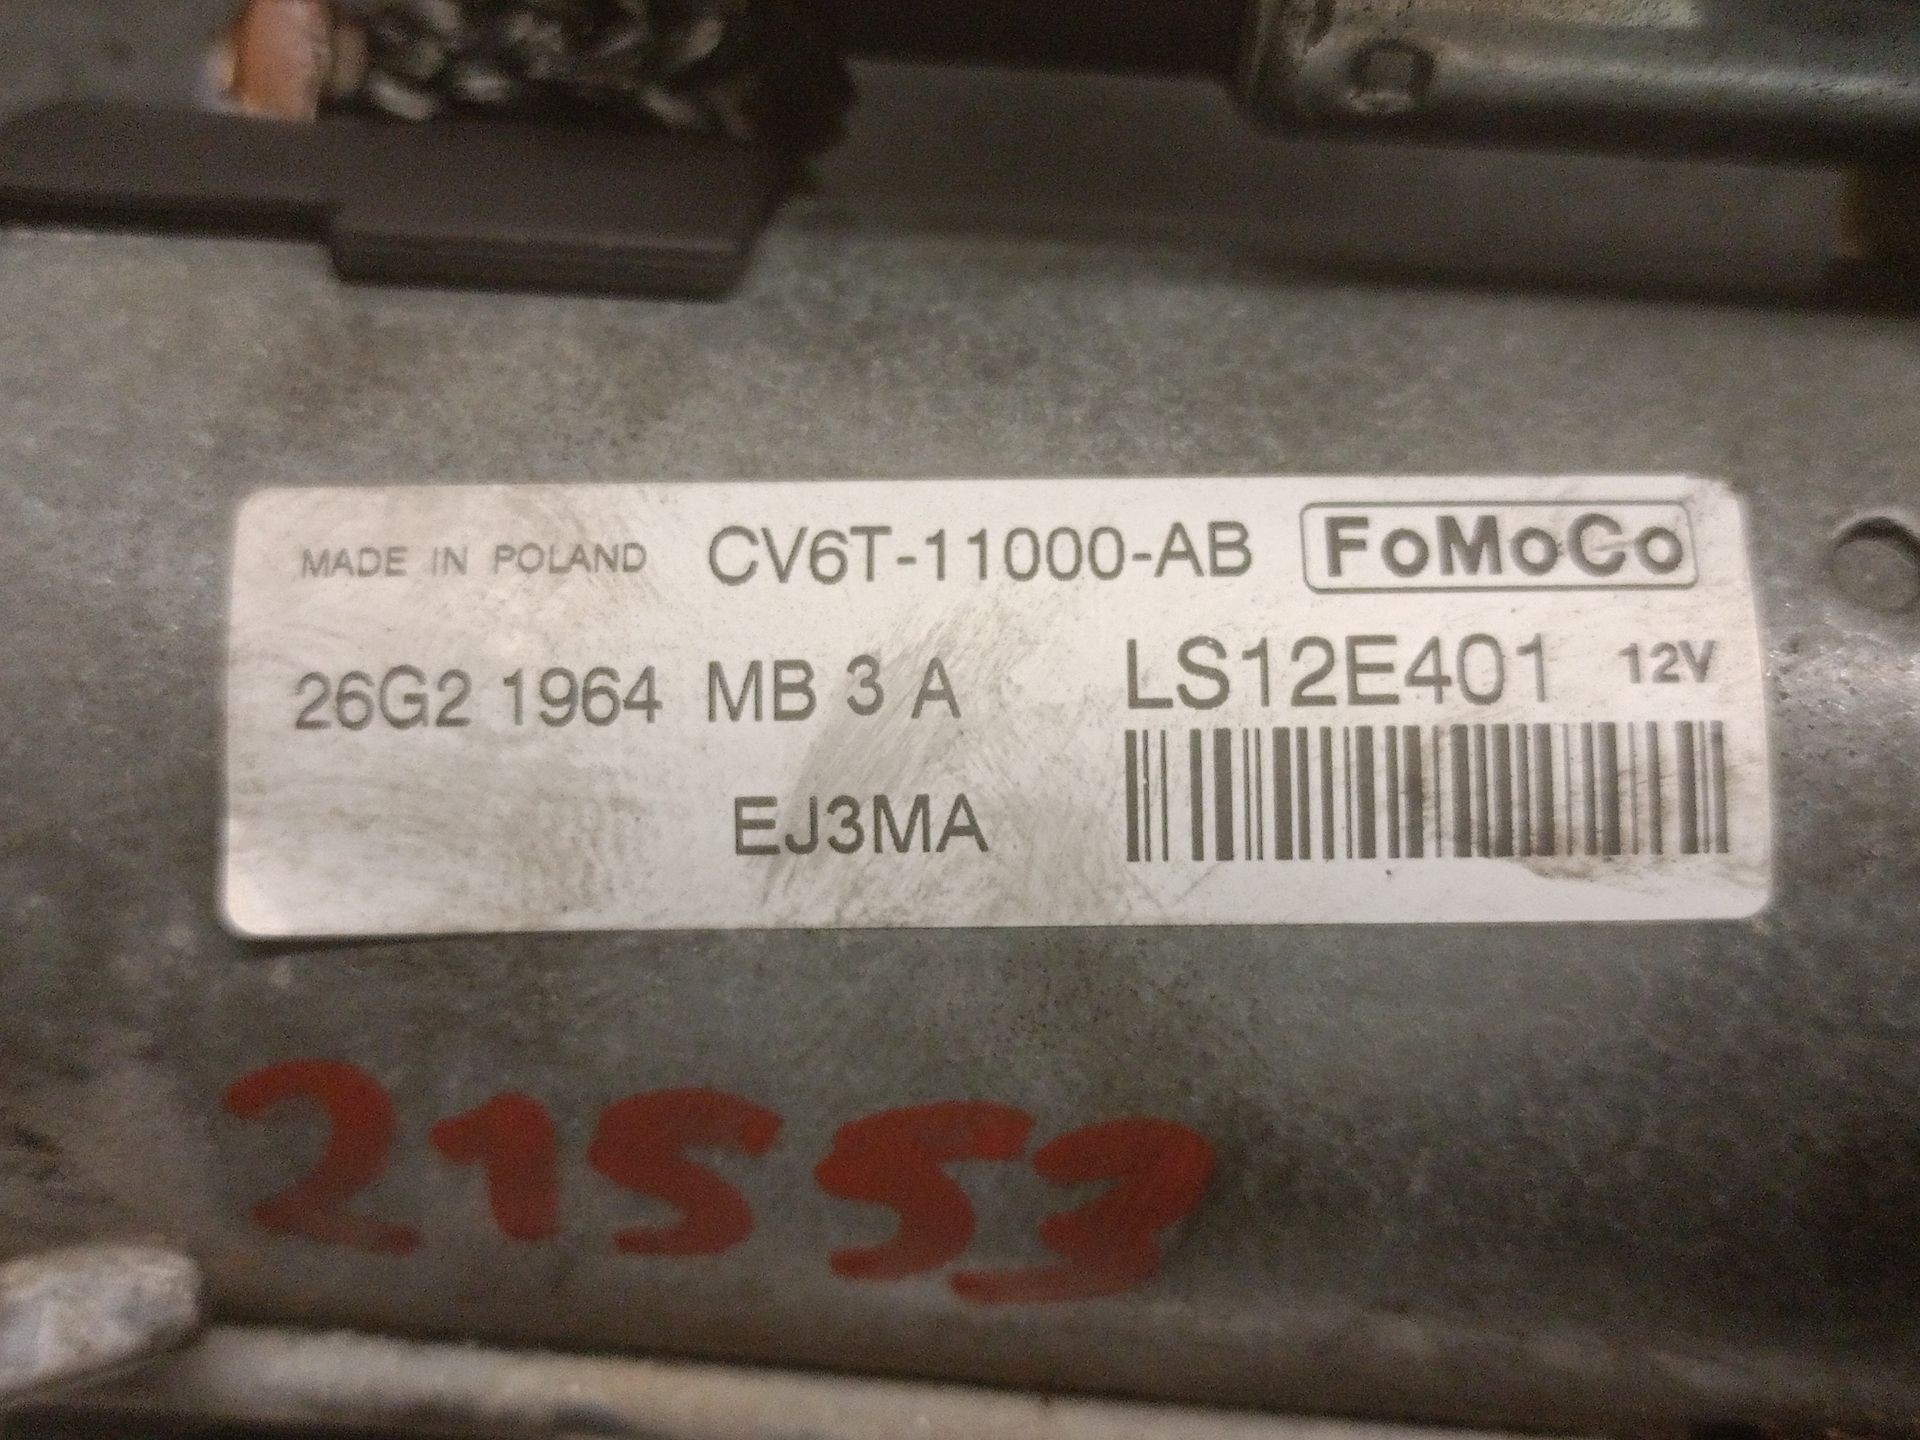 MADE IN POLAND CV6T-11000-AB FoMoCo
26G2 1964 MB 3 A LS12E401 12V
EJ3MA
21553